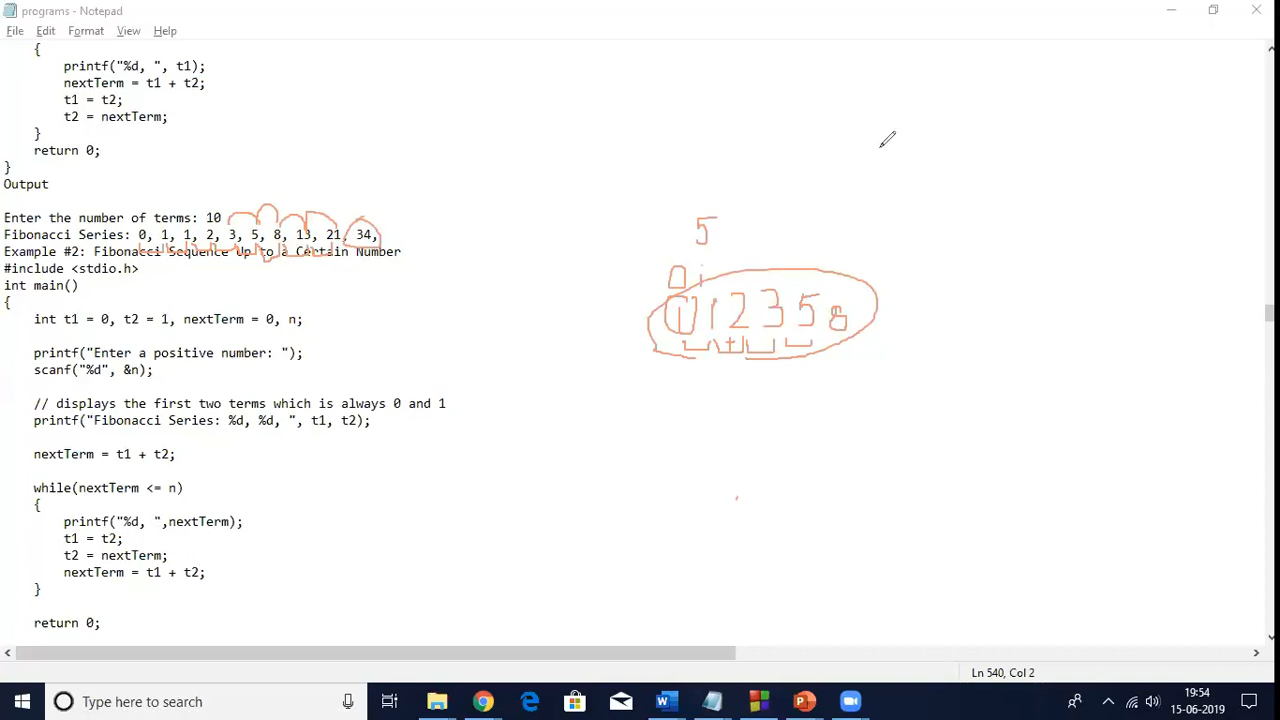 programs - Notepad
File Edit Format View Help
{
printf("%d, ", t1);
nextTerm = t1 + t2;
t1 = t2;
t2 = nextTerm;
}
return 0;
}
Output
Enter the number of terms: 10
Fibonacci Series: 0, 1, 1, 2, 3, 5, 8, 13, 21, 34,
Example #2: Fibonacci Sequence Up to a Certain Number
#include <stdio.h>
int main()
{
int t1 = 0, t2 = 1, nextTerm = 0, n;
printf("Enter a positive number: ");
scanf("%d", &n);
// displays the first two terms which is always 0 and 1
printf("Fibonacci Series: %d, %d, ", t1, t2);
nextTerm = t1 + t2;
while(nextTerm <= n)
{
printf("%d, ",nextTerm);
t1 = t2;
t2 = nextTerm;
nextTerm = t1 + t2;
}
return 0;
5
0
1 1 2 3 5 8
+
Ln 540, Col 2
Type here to search
19:54
15-06-2019